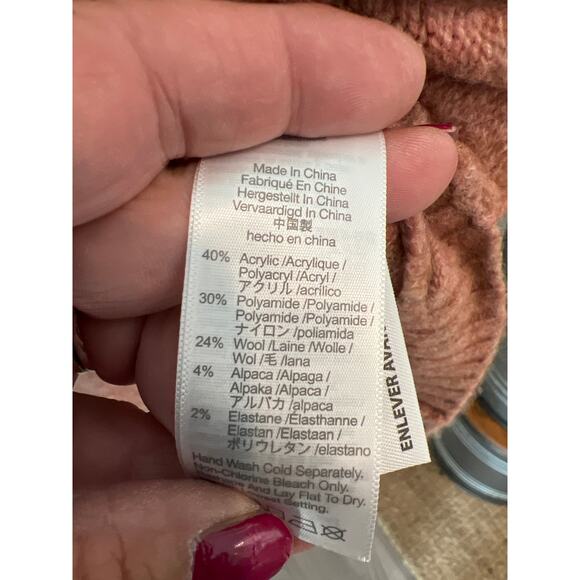 Made In China
Fabriqué En Chine
Hergestellt In China
Vervaardigd In China
中国製
hecho en china
40% Acrylic /Acrylique /
Polyacryl /Acryl /
アクリル /acrílico
30% Polyamide /Polyamide /
Polyamide /Polyamide /
ナイロン /poliamida
24% Wool /Laine /Wolle /
Wol /毛 /lana
4% Alpaca /Alpaga /
Alpaka /Alpaca /
アルパカ /alpaca
2% Elastane /Élasthanne /
Elastan /Elastaan /
ポリウレタン /elastano
Hand Wash Cold Separately.
Non-Chlorine Bleach Only.
And Lay Flat To Dry.
Setting.
ENLEVER AVAN